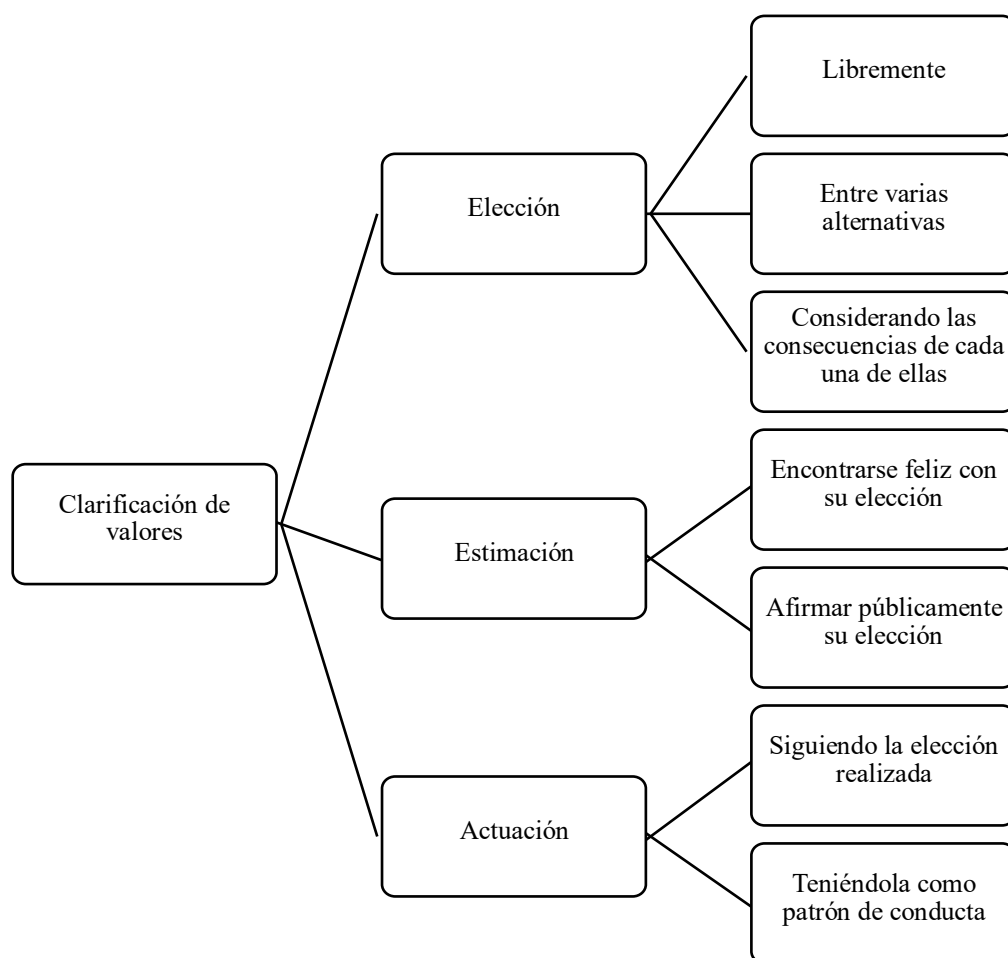 Clarificación de
valores
Elección
Libremente
Entre varias
alternativas
Considerando las
consecuencias de cada
una de ellas
Estimación
Encontrarse feliz con
su elección
Afirmar públicamente
su elección
Actuación
Siguiendo la elección
realizada
Teniéndola como
patrón de conducta